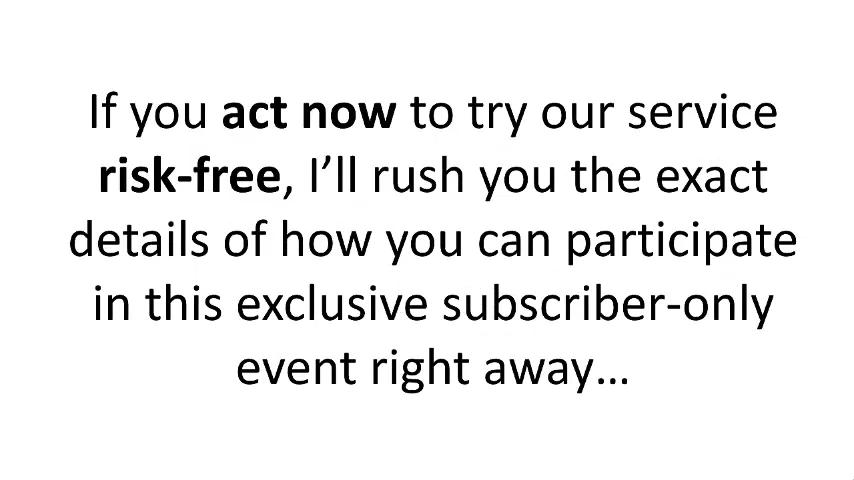 If you act now to try our service
risk-free, I’ll rush you the exact
details of how you can participate
in this exclusive subscriber-only
event right away…